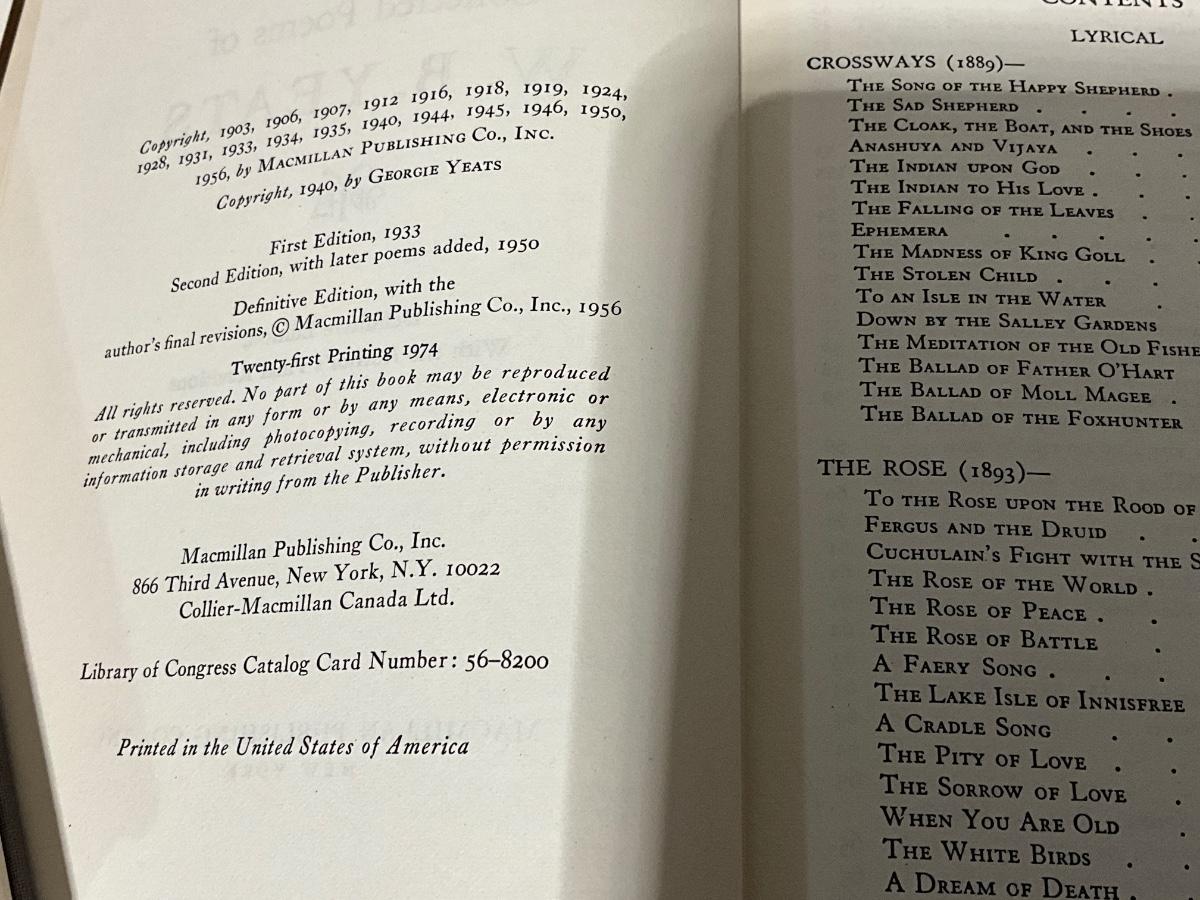 Copyright, 1903, 1906, 1907, 1912 1916, 1918, 1919, 1924,
1928, 1931, 1933, 1934, 1935, 1940, 1944, 1945, 1946, 1950,
1956, by Macmillan Publishing Co., Inc.
Copyright, 1940, by Georgie Yeats
First Edition, 1933
Second Edition, with later poems added, 1950
Definitive Edition, with the
author's final revisions, © Macmillan Publishing Co., Inc., 1956
Twenty-first Printing 1974
All rights reserved. No part of this book may be reproduced
or transmitted in any form or by any means, electronic or
mechanical, including photocopying, recording or by any
information storage and retrieval system, without permission
in writing from the Publisher.
Macmillan Publishing Co., Inc.
866 Third Avenue, New York, N.Y. 10022
Collier-Macmillan Canada Ltd.
Library of Congress Catalog Card Number: 56-8200
Printed in the United States of America
CONTENTS
LYRICAL
CROSSWAYS (1889)—
The Song of the Happy Shepherd .
The Sad Shepherd . . . .
The Cloak, the Boat, and the Shoes
Anashuya and Vijaya . . .
The Indian upon God . . .
The Indian to His Love . . .
The Falling of the Leaves . .
Ephemera . . . . .
The Madness of King Goll . .
The Stolen Child . . .
To an Isle in the Water .
Down by the Salley Gardens
The Meditation of the Old Fishe
The Ballad of Father O'Hart
The Ballad of Moll Magee .
The Ballad of the Foxhunter
THE ROSE (1893)—
To the Rose upon the Rood of
Fergus and the Druid . .
Cuchulain's Fight with the S
The Rose of the World .
The Rose of Peace . .
The Rose of Battle .
A Faery Song . . .
The Lake Isle of Innisfree
A Cradle Song . .
The Pity of Love . .
The Sorrow of Love .
When You Are Old .
The White Birds . .
A Dream of Death .